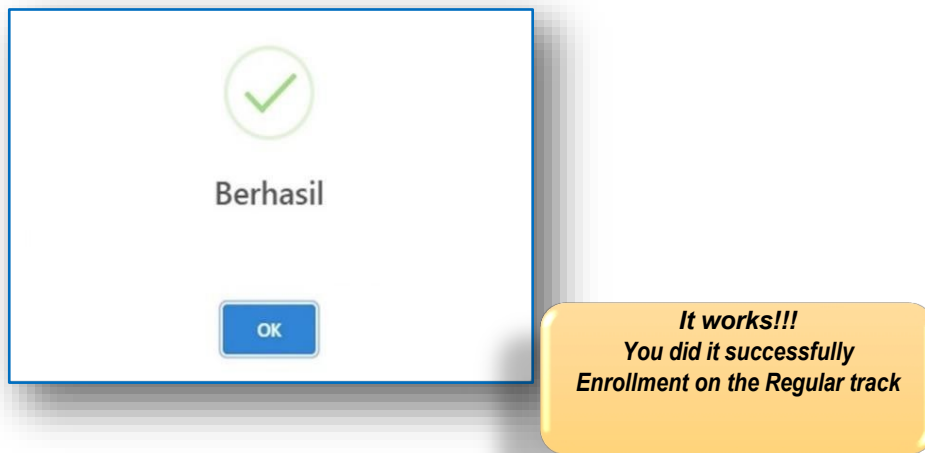 Berhasil
OK
It works!!!
You did it successfully
Enrollment on the Regular track